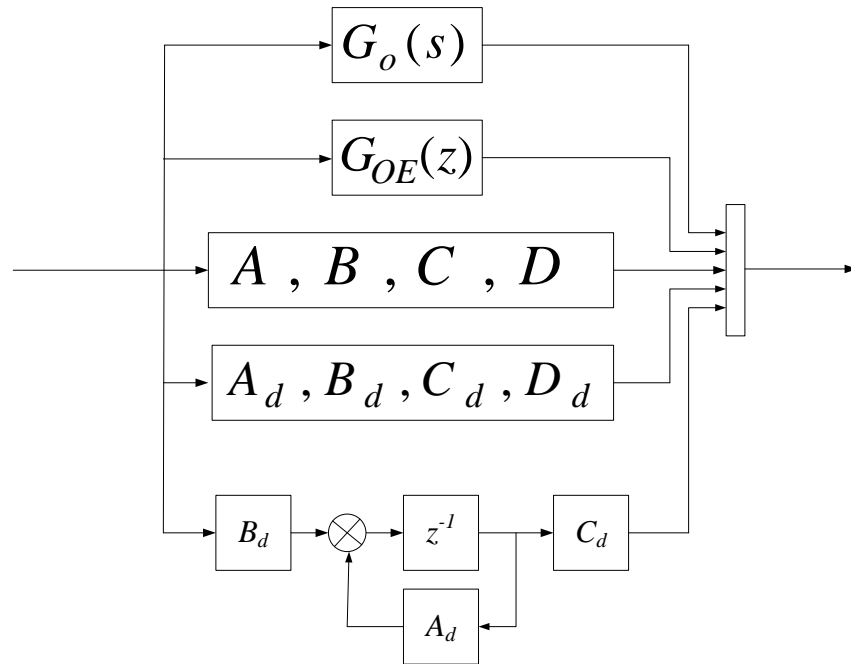 G_o(s)
G_OE(z)
A , B , C , D
A_d , B_d , C_d , D_d
B_d
z^-1
C_d
A_d